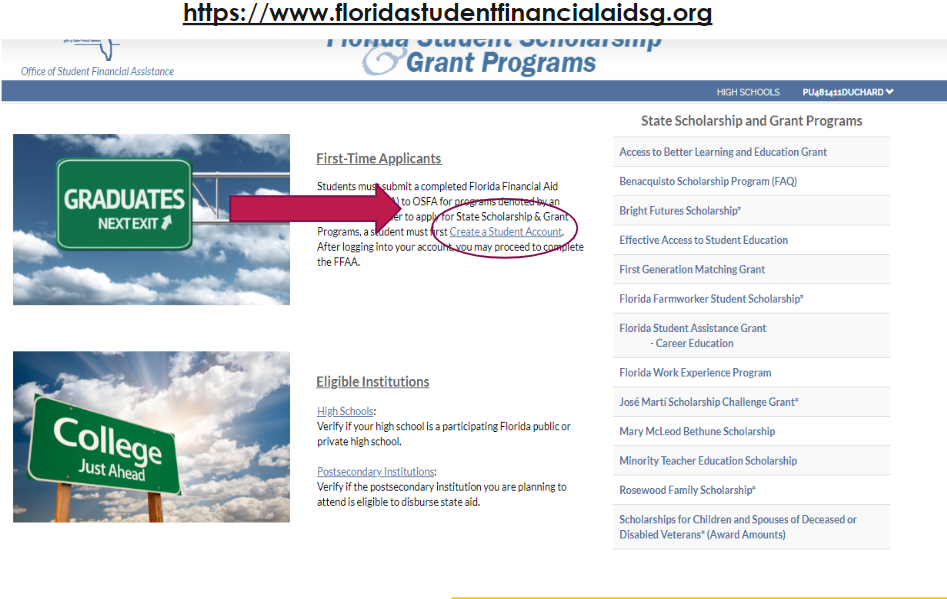 https://www.floridastudentfinancialaidsg.org
Florida Student Scholarship
& Grant Programs
Office of Student Financial Assistance
HIGH SCHOOLS PU481411DUCHARD
State Scholarship and Grant Programs
GRADUATES
NEXT EXIT
First-Time Applicants
Students must submit a completed Florida Financial Aid
) to OSFA for programs denoted by an
er to apply for State Scholarship & Grant
Programs, a student must first Create a Student Account.
After logging into your account, you may proceed to complete
the FFAA.
Access to Better Learning and Education Grant
Benacquisto Scholarship Program (FAQ)
Bright Futures Scholarship*
Effective Access to Student Education
First Generation Matching Grant
Florida Farmworker Student Scholarship*
Florida Student Assistance Grant
- Career Education
Florida Work Experience Program
José Martí Scholarship Challenge Grant*
Mary McLeod Bethune Scholarship
Minority Teacher Education Scholarship
Rosewood Family Scholarship*
Scholarships for Children and Spouses of Deceased or
Disabled Veterans* (Award Amounts)
College
Just Ahead
Eligible Institutions
High Schools:
Verify if your high school is a participating Florida public or
private high school.
Postsecondary Institutions:
Verify if the postsecondary institution you are planning to
attend is eligible to disburse state aid.